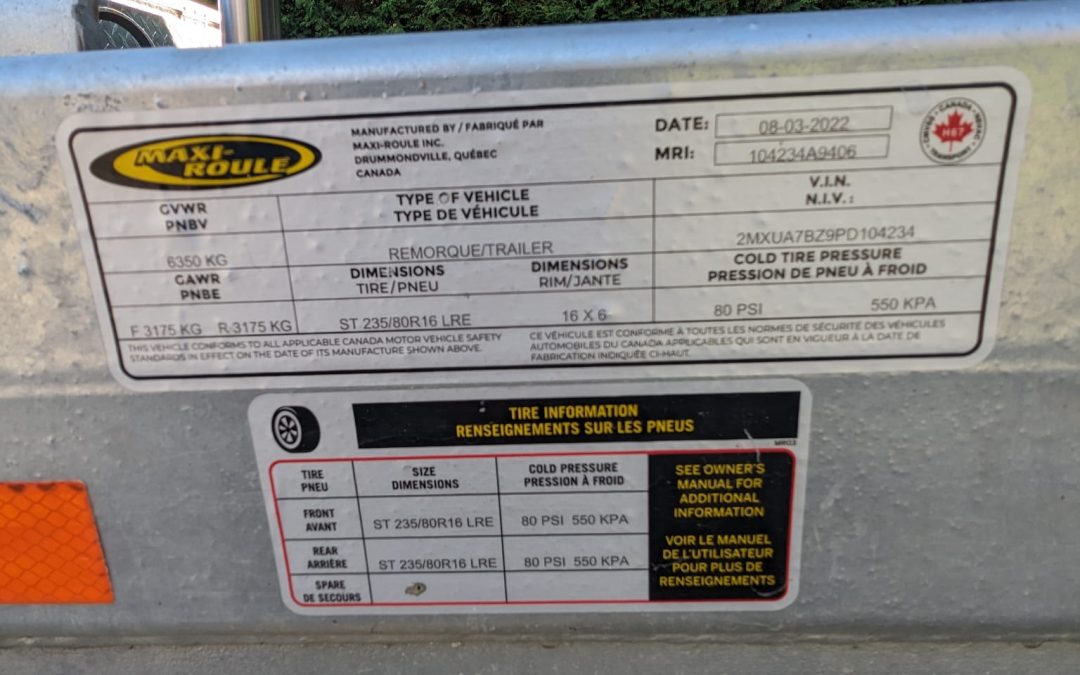 MAXI-
ROULE
MANUFACTURED BY / FABRIQUÉ PAR
MAXI-ROULE INC.
DRUMMONDVILLE, QUÉBEC
CANADA
DATE: 08-03-2022
MRI: 104234A9406
CANADA
TRANSPORT
H67
GVWR
PNBV
6350 KG
TYPE OF VEHICLE
TYPE DE VÉHICULE
REMORQUE/TRAILER
V.I.N.
N.I.V.:
2MXUA7BZ9PD104234
GAWR
PNBE
F 3175 KG R 3175 KG
DIMENSIONS
TIRE/PNEU
ST 235/80R16 LRE
DIMENSIONS
RIM/JANTE
16 X 6
COLD TIRE PRESSURE
PRESSION DE PNEU À FROID
80 PSI 550 KPA
THIS VEHICLE CONFORMS TO ALL APPLICABLE CANADA MOTOR VEHICLE SAFETY
STANDARDS IN EFFECT ON THE DATE OF ITS MANUFACTURE SHOWN ABOVE.
CE VÉHICULE EST CONFORME À TOUTES LES NORMES DE SÉCURITÉ DES VÉHICULES
AUTOMOBILES DU CANADA APPLICABLES QUI SONT EN VIGUEUR À LA DATE DE
FABRICATION INDIQUÉE CI-HAUT.
TIRE INFORMATION
RENSEIGNEMENTS SUR LES PNEUS
TIRE
PNEU
SIZE
DIMENSIONS
COLD PRESSURE
PRESSION À FROID
FRONT
AVANT
ST 235/80R16 LRE
80 PSI 550 KPA
REAR
ARRIÈRE
ST 235/80R16 LRE
80 PSI 550 KPA
SPARE
DE SECOURS
SEE OWNER'S
MANUAL FOR
ADDITIONAL
INFORMATION
VOIR LE MANUEL
DE L'UTILISATEUR
POUR PLUS DE
RENSEIGNEMENTS